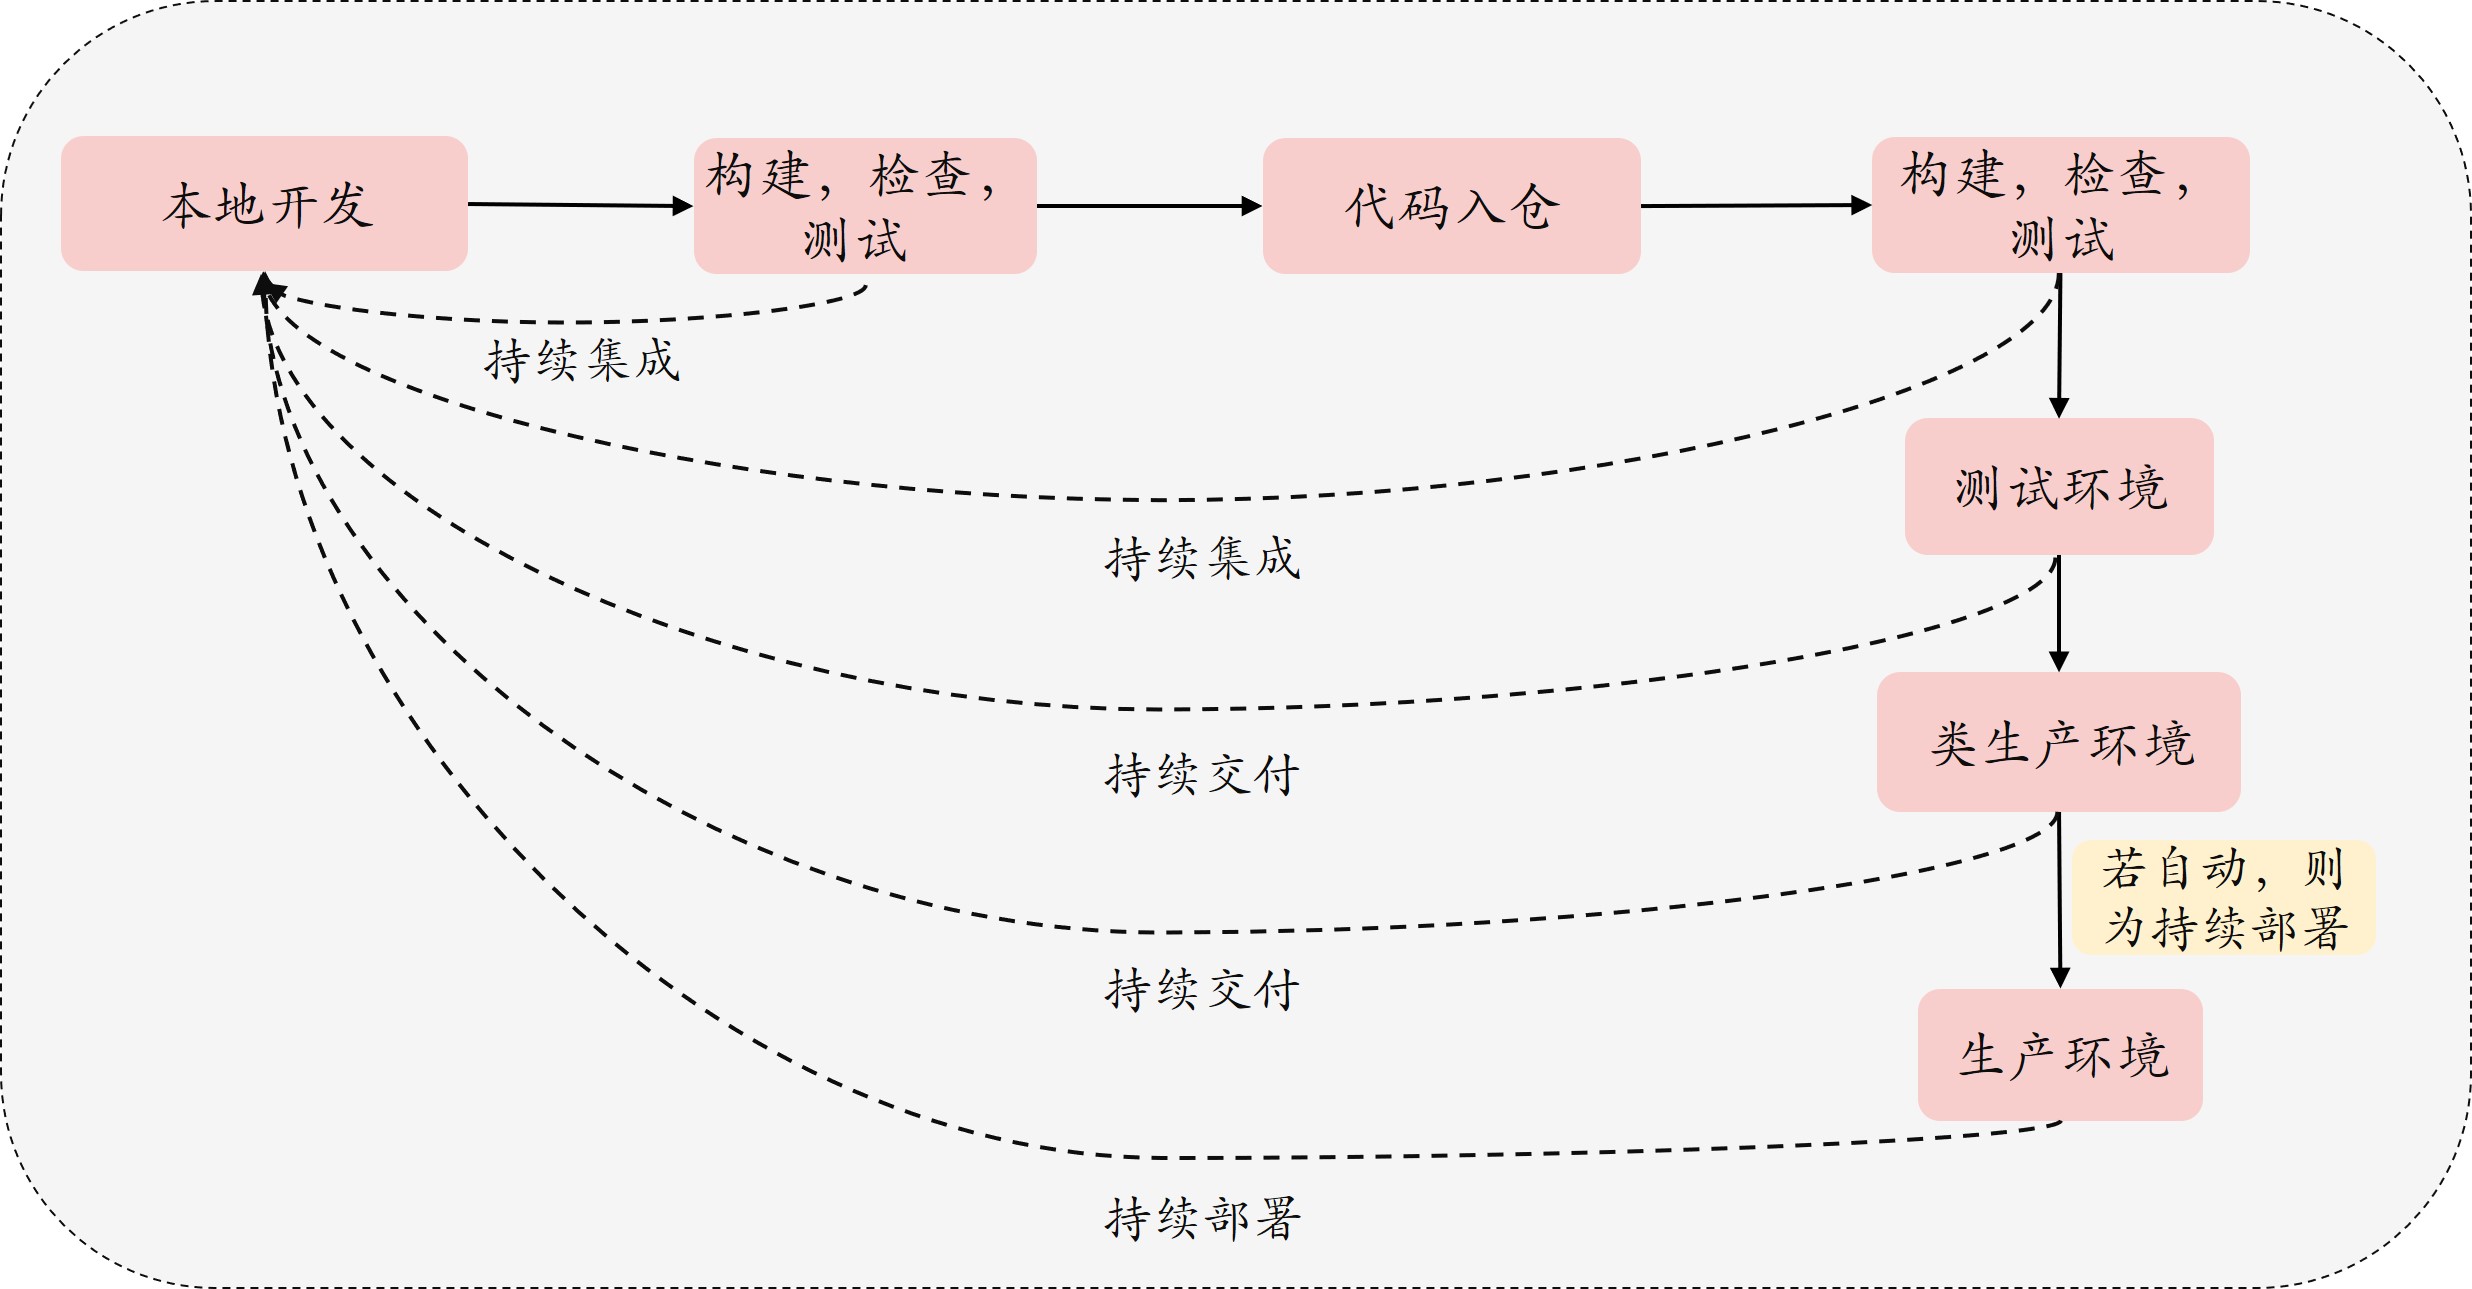 本地开发
构建，检查，
测试
代码入仓
构建，检查，
测试
持续集成
测试环境
持续集成
类生产环境
持续交付
若自动，则
为持续部署
持续交付
生产环境
持续部署